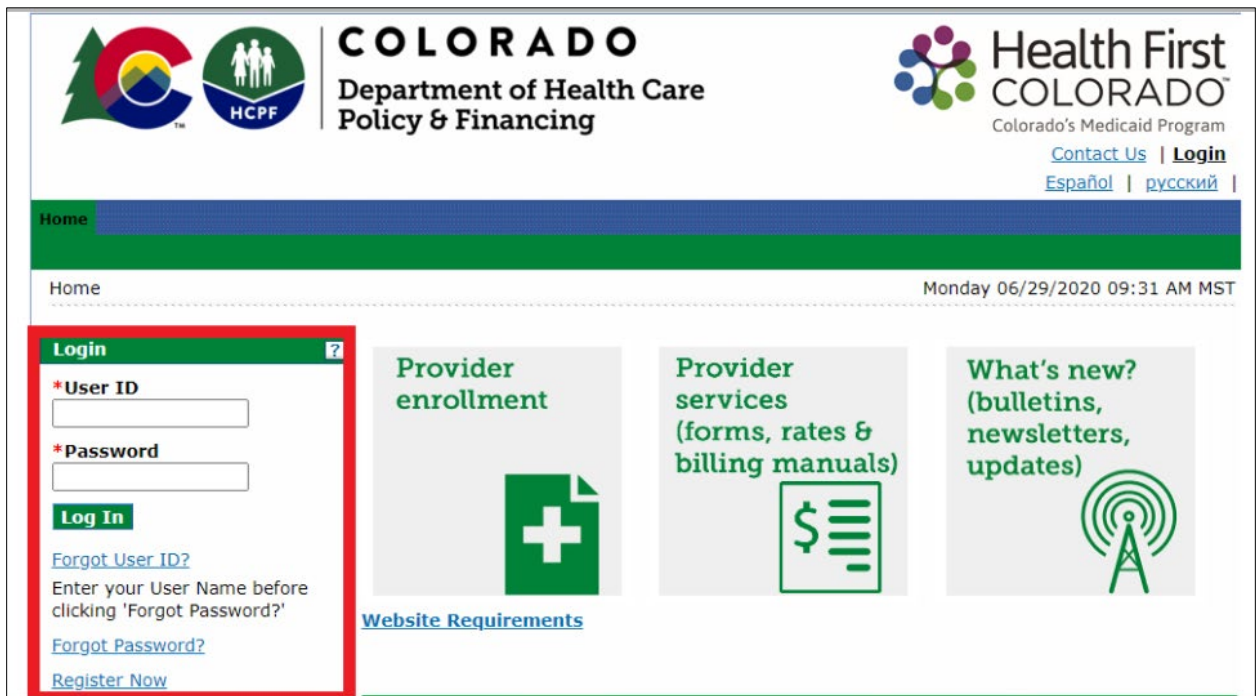 COLORADO
Department of Health Care
Policy & Financing
HCPF
TM
Health First
COLORADO™
Colorado's Medicaid Program
Contact Us | Login
Español | русский |
Home
Home
Monday 06/29/2020 09:31 AM MST
Login ?
*User ID
*Password
Log In
Forgot User ID?
Enter your User Name before
clicking 'Forgot Password?'
Forgot Password?
Register Now
Provider
enrollment
Provider
services
(forms, rates &
billing manuals)
$
What's new?
(bulletins,
newsletters,
updates)
Website Requirements